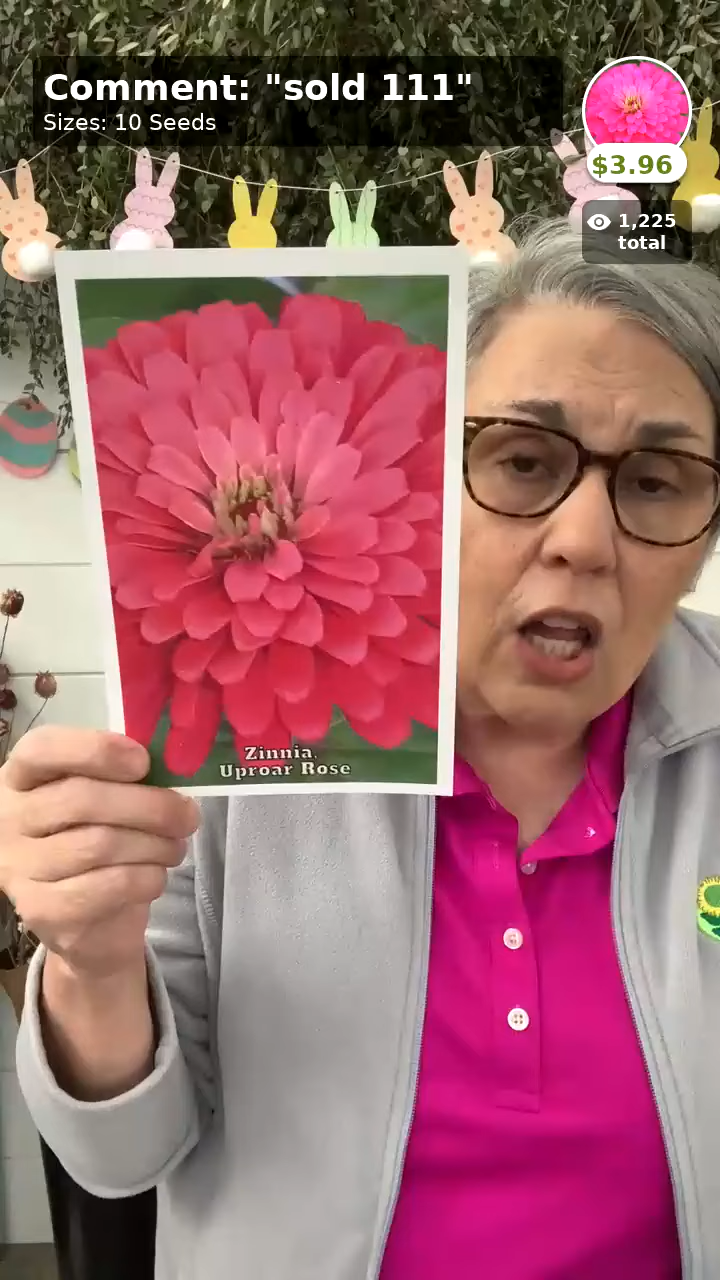 Comment: "sold 111"
Sizes: 10 Seeds
$3.96
1,225
total
Zinnia,
Uproar Rose